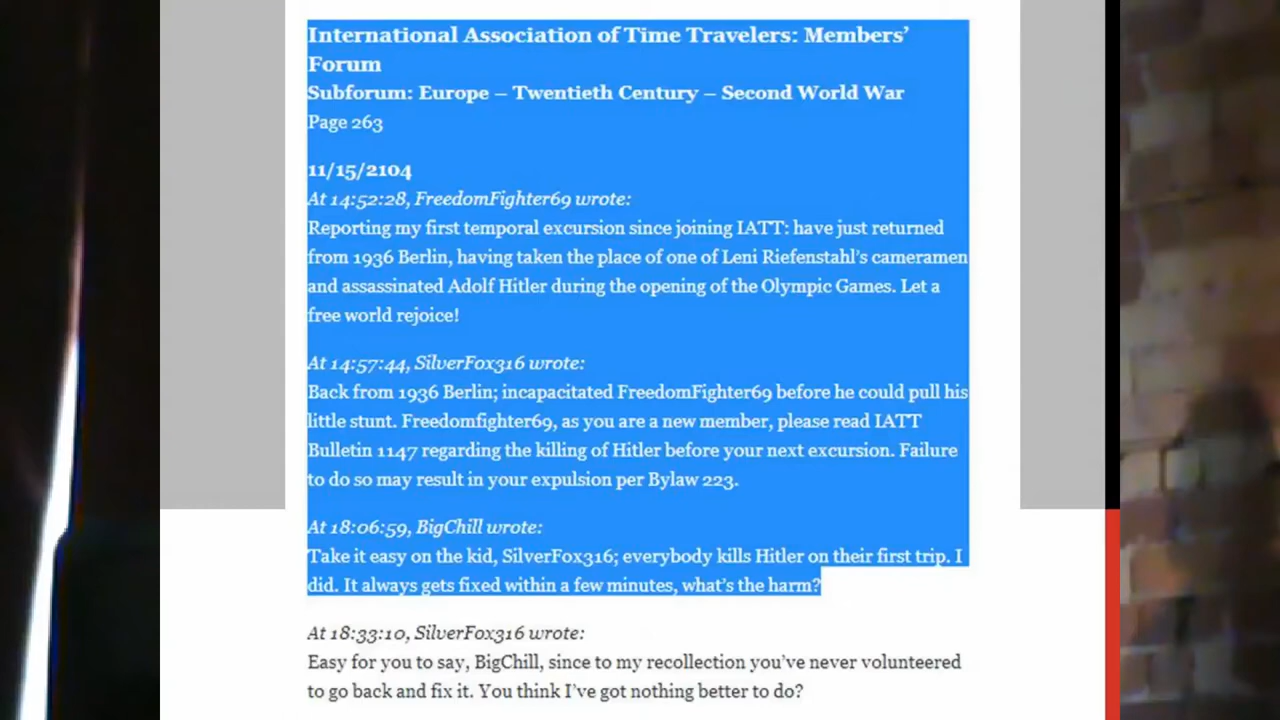 International Association of Time Travelers: Members’
Forum
Subforum: Europe – Twentieth Century – Second World War
Page 263
11/15/2104
At 14:52:28, FreedomFighter69 wrote:
Reporting my first temporal excursion since joining IATT: have just returned
from 1936 Berlin, having taken the place of one of Leni Riefenstahl’s cameramen
and assassinated Adolf Hitler during the opening of the Olympic Games. Let a
free world rejoice!
At 14:57:44, SilverFox316 wrote:
Back from 1936 Berlin; incapacitated FreedomFighter69 before he could pull his
little stunt. Freedomfighter69, as you are a new member, please read IATT
Bulletin 1147 regarding the killing of Hitler before your next excursion. Failure
to do so may result in your expulsion per Bylaw 223.
At 18:06:59, BigChill wrote:
Take it easy on the kid, SilverFox316; everybody kills Hitler on their first trip. I
did. It always gets fixed within a few minutes, what’s the harm?
At 18:33:10, SilverFox316 wrote:
Easy for you to say, BigChill, since to my recollection you’ve never volunteered
to go back and fix it. You think I’ve got nothing better to do?